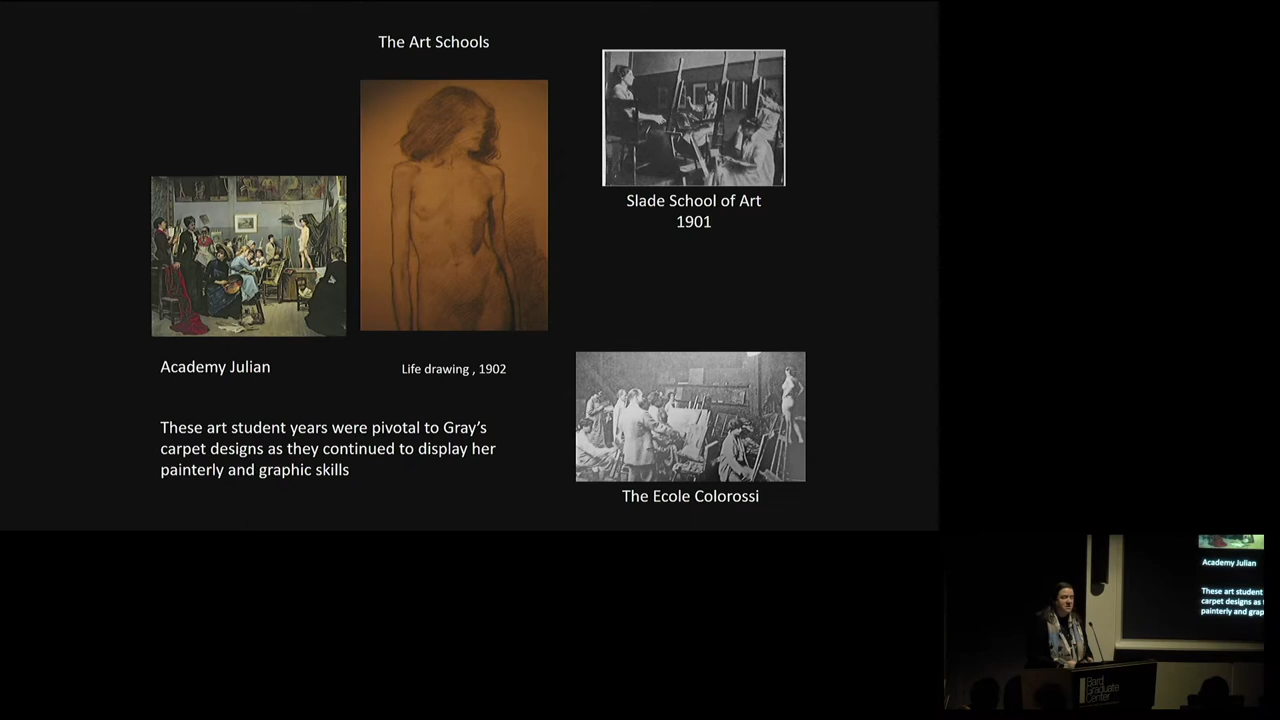 The Art Schools
Slade School of Art
1901
Academy Julian
Life drawing , 1902
These art student years were pivotal to Gray's
carpet designs as they continued to display her
painterly and graphic skills
The Ecole Colorossi
Academy Julian
These art student
carpet designs as
painterly and grap
Bard
Graduate
Center